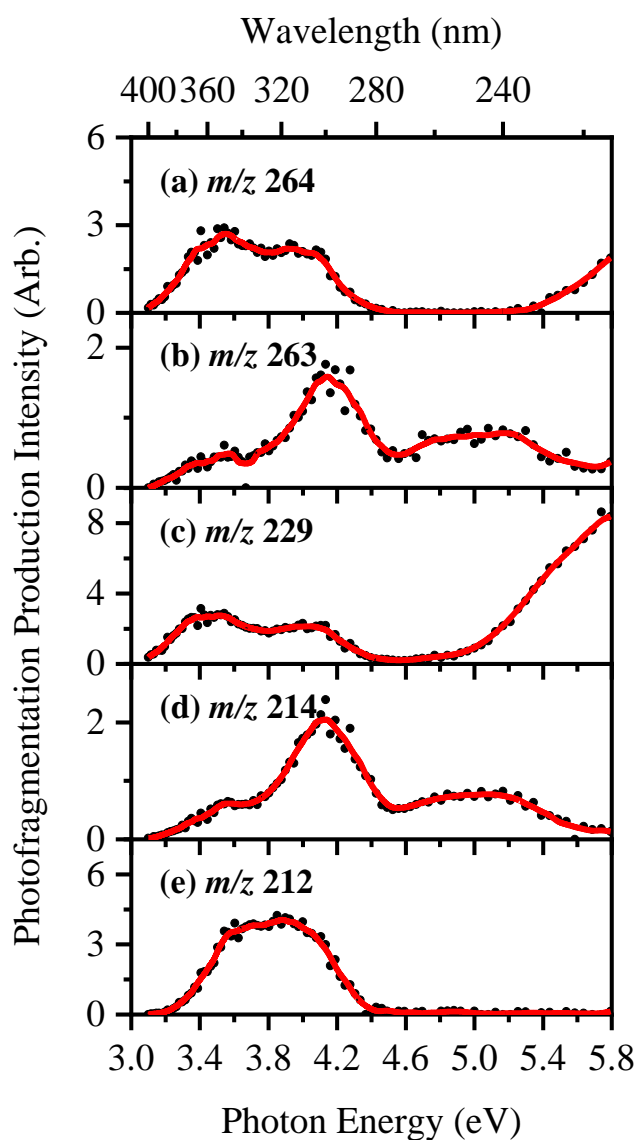 Wavelength (nm)
400 360 320 280 240
Photofragmentation Production Intensity (Arb.)
6
3
0
(a) m/z 264
2
0
(b) m/z 263
8
4
0
(c) m/z 229
2
0
(d) m/z 214
6
3
0
(e) m/z 212
3.0 3.4 3.8 4.2 4.6 5.0 5.4 5.8
Photon Energy (eV)